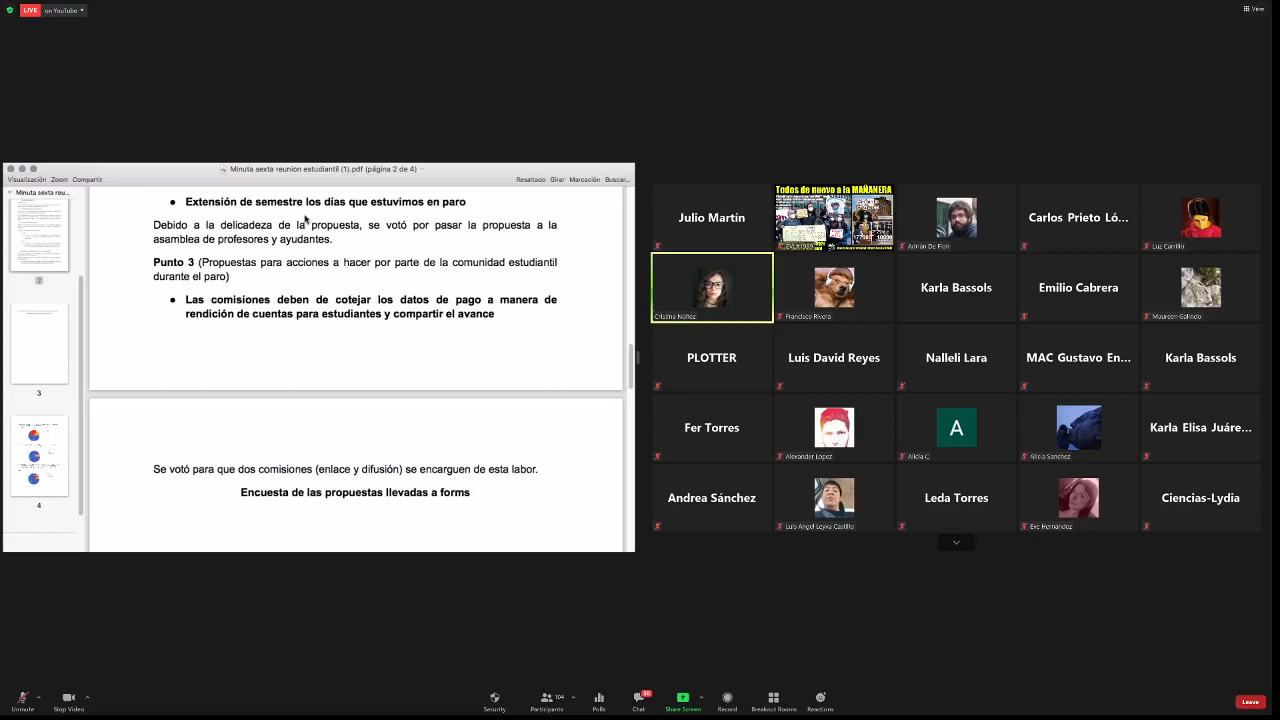 LIVE on YouTube
View
Minuta sexta reunion estudiantil (1).pdf (página 2 de 4)
Visualización Zoom Compartir
Resaltado Girar Marcación Buscar...
Minuta sexta reu...
2
3
4
● Extensión de semestre los días que estuvimos en paro
Debido a la delicadeza de la propuesta, se votó por pasar la propuesta a la
asamblea de profesores y ayudantes.
Punto 3 (Propuestas para acciones a hacer por parte de la comunidad estudiantil
durante el paro)
● Las comisiones deben de cotejar los datos de pago a manera de
rendición de cuentas para estudiantes y compartir el avance
Se votó para que dos comisiones (enlace y difusión) se encarguen de esta labor.
Encuesta de las propuestas llevadas a forms
Julio Martín
Todos de nuevo a la MAÑANERA
Adrián De Pion
Carlos Prieto Ló...
Luz Carrillo
Cristina Núñez
Francisco Rivera
Karla Bassols
Emilio Cabrera
Maureen Galindo
PLOTTER
Luis David Reyes
Nalleli Lara
MAC Gustavo En...
Karla Bassols
Fer Torres
Alexander Lopez
A
Alicia C
Alicia Sanchez
Karla Elisa Juáre...
Andrea Sánchez
Luis Angel Leyva Castillo
Leda Torres
Eve Hernández
Ciencias-Lydia
Unmute
Stop Video
Security
104
Participants
Polls
30
Chat
Share Screen
Record
Breakout Rooms
Reactions
Leave